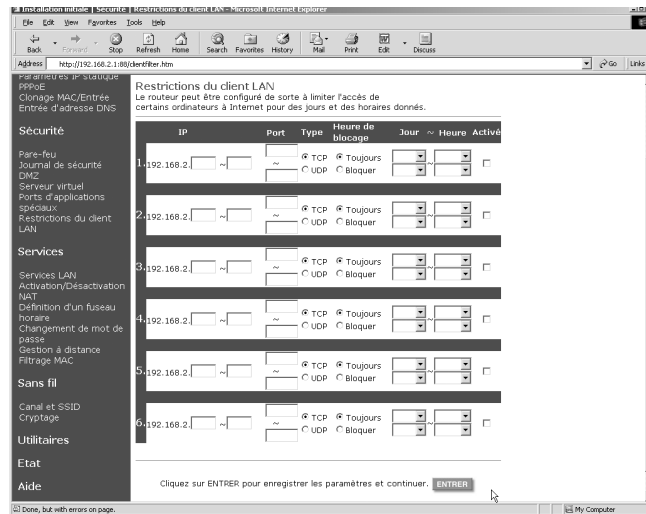 Installation initiale | Sécurité | Restrictions du client LAN - Microsoft Internet Explorer
File Edit View Favorites Tools Help
Back Forward Stop Refresh Home Search Favorites History Mail Print Edit Discuss
Address http://192.168.2.1:88/clientfilter.htm Go Links
Paramètres IP statique
PPPoE
Clonage MAC/Entrée
Entrée d'adresse DNS
Sécurité
Pare-feu
Journal de sécurité
DMZ
Serveur virtuel
Ports d'applications
spéciaux
Restrictions du client
LAN
Services
Services LAN
Activation/Désactivation
NAT
Définition d'un fuseau
horaire
Changement de mot de
passe
Gestion á distance
Filtrage MAC
Sans fil
Canal et SSID
Cryptage
Utilitaires
Etat
Aide
Restrictions du client LAN
Le routeur peut être configuré de sorte à limiter l'accès de
certains ordinateurs à Internet pour des jours et des horaires donnés.
IP Port Type Heure de blocage Jour ~ Heure Activé
1. 192.168.2. ~ ~ TCP Toujours ~
UDP Bloquer
2. 192.168.2. ~ ~ TCP Toujours ~
UDP Bloquer
3. 192.168.2. ~ ~ TCP Toujours ~
UDP Bloquer
4. 192.168.2. ~ ~ TCP Toujours ~
UDP Bloquer
5. 192.168.2. ~ ~ TCP Toujours ~
UDP Bloquer
6. 192.168.2. ~ ~ TCP Toujours ~
UDP Bloquer
Cliquez sur ENTRER pour enregistrer les paramètres et continuer. ENTRER
Done, but with errors on page. My Computer